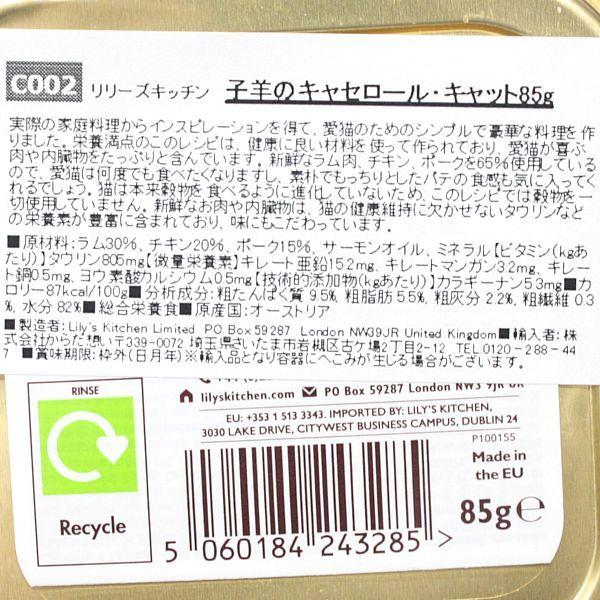 C002 リリーズキッチン 子羊のキャセロール・キャット85g
実際の家庭料理からインスピレーションを得て、愛猫のためのシンプルで豪華な料理を作
りました。栄養満点のこのレシピは、健康に良い材料を使って作られており、愛猫が喜ぶ
肉や内臓物をたっぷりと含んでいます。新鮮なラム肉、チキン、ポークを65%使用している
ので、愛猫は何度でも食べたくなりますし、素朴でもっちりとしたパテの食感も気に入ってく
れるでしょう。猫は本来穀物を食べるように進化していないため、このレシピでは穀物を一
切使用していません。新鮮なお肉や内臓物は、猫の健康維持に欠かせないタウリンなど
の栄養素が豊富に含まれており、味にもこだわっています。
■原材料:ラム30%、チキン20%、ポーク15%、サーモンオイル、ミネラル【ビタミン(kgあ
たり)】タウリン805mg【微量栄養素】キレート亜鉛15.2mg、キレートマンガン3.2mg、キレー
ト銅0.5mg、ヨウ素酸カルシウム0.5mg【技術的添加物(kgあたり)】カラギーナン5.3mg■カ
ロリー87kcal/100g■分析成分:粗たんぱく質 9.5%、粗脂肪 5.5%、粗灰分 2.2%、粗繊維 0.3
%、水分 82%■総合栄養食■原産国:オーストリア
■製造者:Lily's Kitchen Limited PO Box 59287 London NW39JR United Kingdom■輸入者:株
式会社からだ想い〒339-0072 埼玉県さいたま市岩槻区古ケ場2丁目2-12 TEL0120-288-44
7 ■賞味期限:枠外(日月年)※輸入品となり容器にへこみが生じる場合がございます。
RINSE
Recycle
lilyskitchen.com PO Box 59287 London NW3 9JR UK
EU: +353 1 513 3343. IMPORTED BY: LILY'S KITCHEN,
3030 LAKE DRIVE, CITYWEST BUSINESS CAMPUS, DUBLIN 24
P100155
Made in
the EU
85g℮
5 060184 243285 >